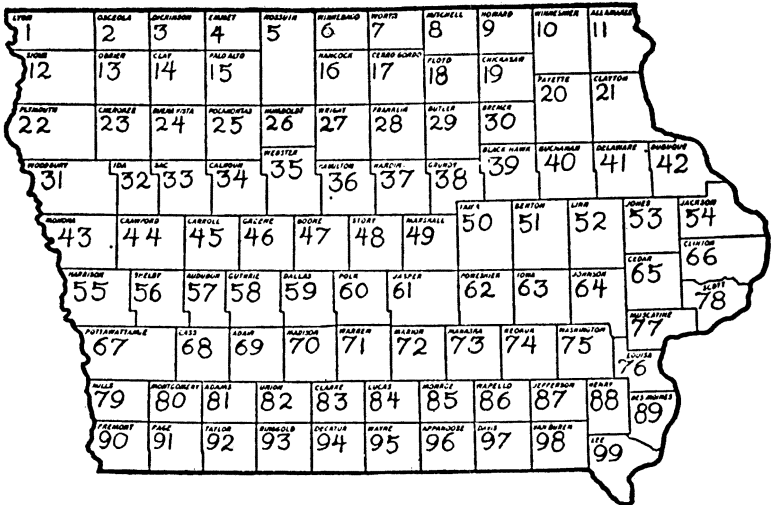 LYON OSCEOLA DICKINSON EMMET KOSSUTH WINNEBAGO WORTH MITCHELL HOWARD WINNESHIEK ALLAMAKEE
1 2 3 4 5 6 7 8 9 10 11
SIOUX OBRIEN CLAY PALO ALTO HANCOCK CERRO GORDO FLOYD CHICKASAW
12 13 14 15 16 17 18 19
FAYETTE CLAYTON
20 21
PLYMOUTH CHEROKEE BUENA VISTA POCAHONTAS HUMBOLDT WRIGHT FRANKLIN BUTLER BREMER
22 23 24 25 26 27 28 29 30
WOODBURY IDA SAC CALHOUN WEBSTER HAMILTON HARDIN GRUNDY BLACK HAWK BUCHANAN DELAWARE DUBUQUE
31 32 33 34 35 36 37 38 39 40 41 42
MONONA CRAWFORD CARROLL GREENE BOONE STORY MARSHALL TAMA BENTON LINN JONES JACKSON
43 44 45 46 47 48 49 50 51 52 53 54
HARRISON SHELBY AUDUBON GUTHRIE DALLAS POLK JASPER POWESHIEK IOWA JOHNSON CEDAR CLINTON
55 56 57 58 59 60 61 62 63 64 65 66
POTTAWATTAMIE CASS ADAIR MADISON WARREN MARION MAHASKA KEOKUK WASHINGTON LOUISA MUSCATINE SCOTT
67 68 69 70 71 72 73 74 75 76 77 78
MILLS MONTGOMERY ADAMS UNION CLARKE LUCAS MONROE WAPELLO JEFFERSON HENRY DES MOINES
79 80 81 82 83 84 85 86 87 88 89
FREMONT PAGE TAYLOR RINGGOLD DECATUR WAYNE APPANOOSE DAVIS VAN BUREN LEE
90 91 92 93 94 95 96 97 98 99